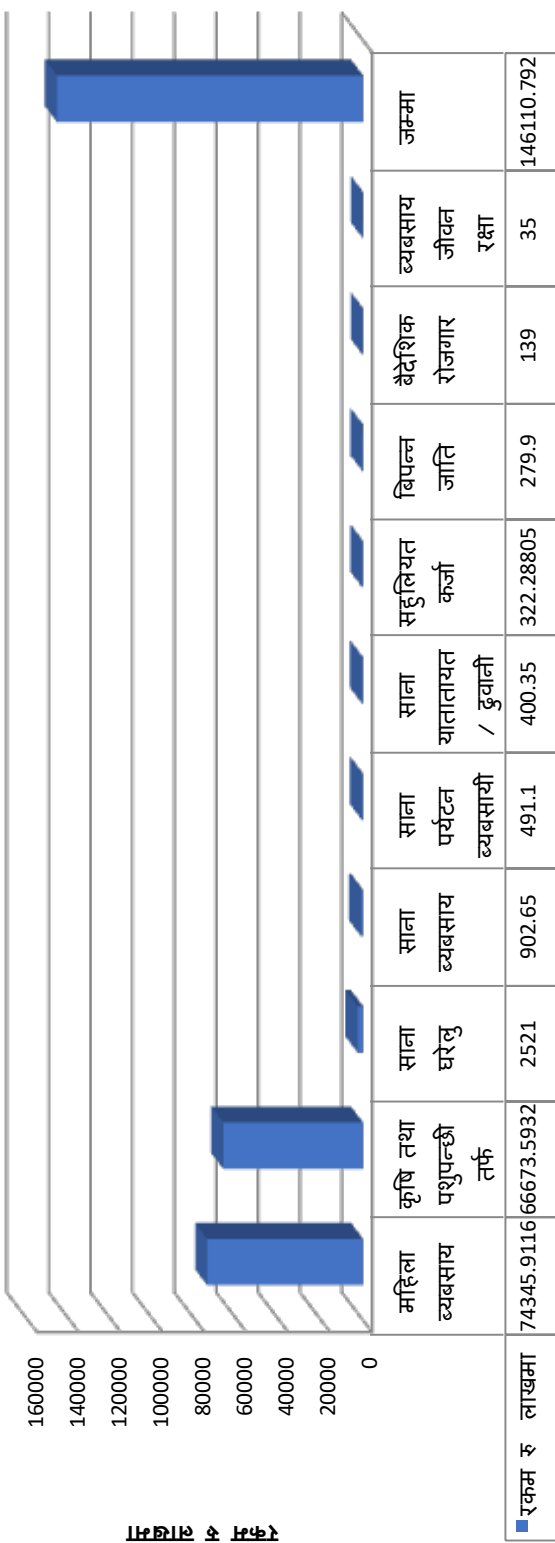 रकम रु लाखमा
160000
140000
120000
100000
80000
60000
40000
20000
0
महिला ब्यबसाय
कृषि तथा पशुपन्छी तर्फ
साना घरेलु
साना ब्यबसाय
साना पर्यटन ब्यबसायी
साना यातातायत / ढुवानी
सहुलियत कर्जा
बिपन्न जाति
बैदेशिक रोजगार
ब्यबसाय जीवन रक्षा
जम्मा
रकम रु लाखमा 74345.9116 66673.5932 2521 902.65 491.1 400.35 322.28805 279.9 139 35 146110.792